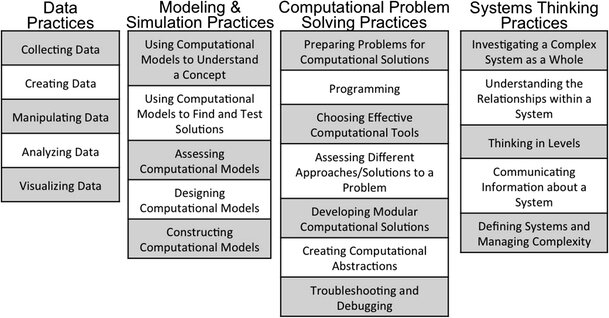 Data
Practices
Collecting Data
Creating Data
Manipulating Data
Analyzing Data
Visualizing Data
Modeling &
Simulation Practices
Using Computational
Models to Understand
a Concept
Using Computational
Models to Find and Test
Solutions
Assessing
Computational Models
Designing
Computational Models
Constructing
Computational Models
Computational Problem
Solving Practices
Preparing Problems for
Computational Solutions
Programming
Choosing Effective
Computational Tools
Assessing Different
Approaches/Solutions to a
Problem
Developing Modular
Computational Solutions
Creating Computational
Abstractions
Troubleshooting and
Debugging
Systems Thinking
Practices
Investigating a Complex
System as a Whole
Understanding the
Relationships within a
System
Thinking in Levels
Communicating
Information about a
System
Defining Systems and
Managing Complexity